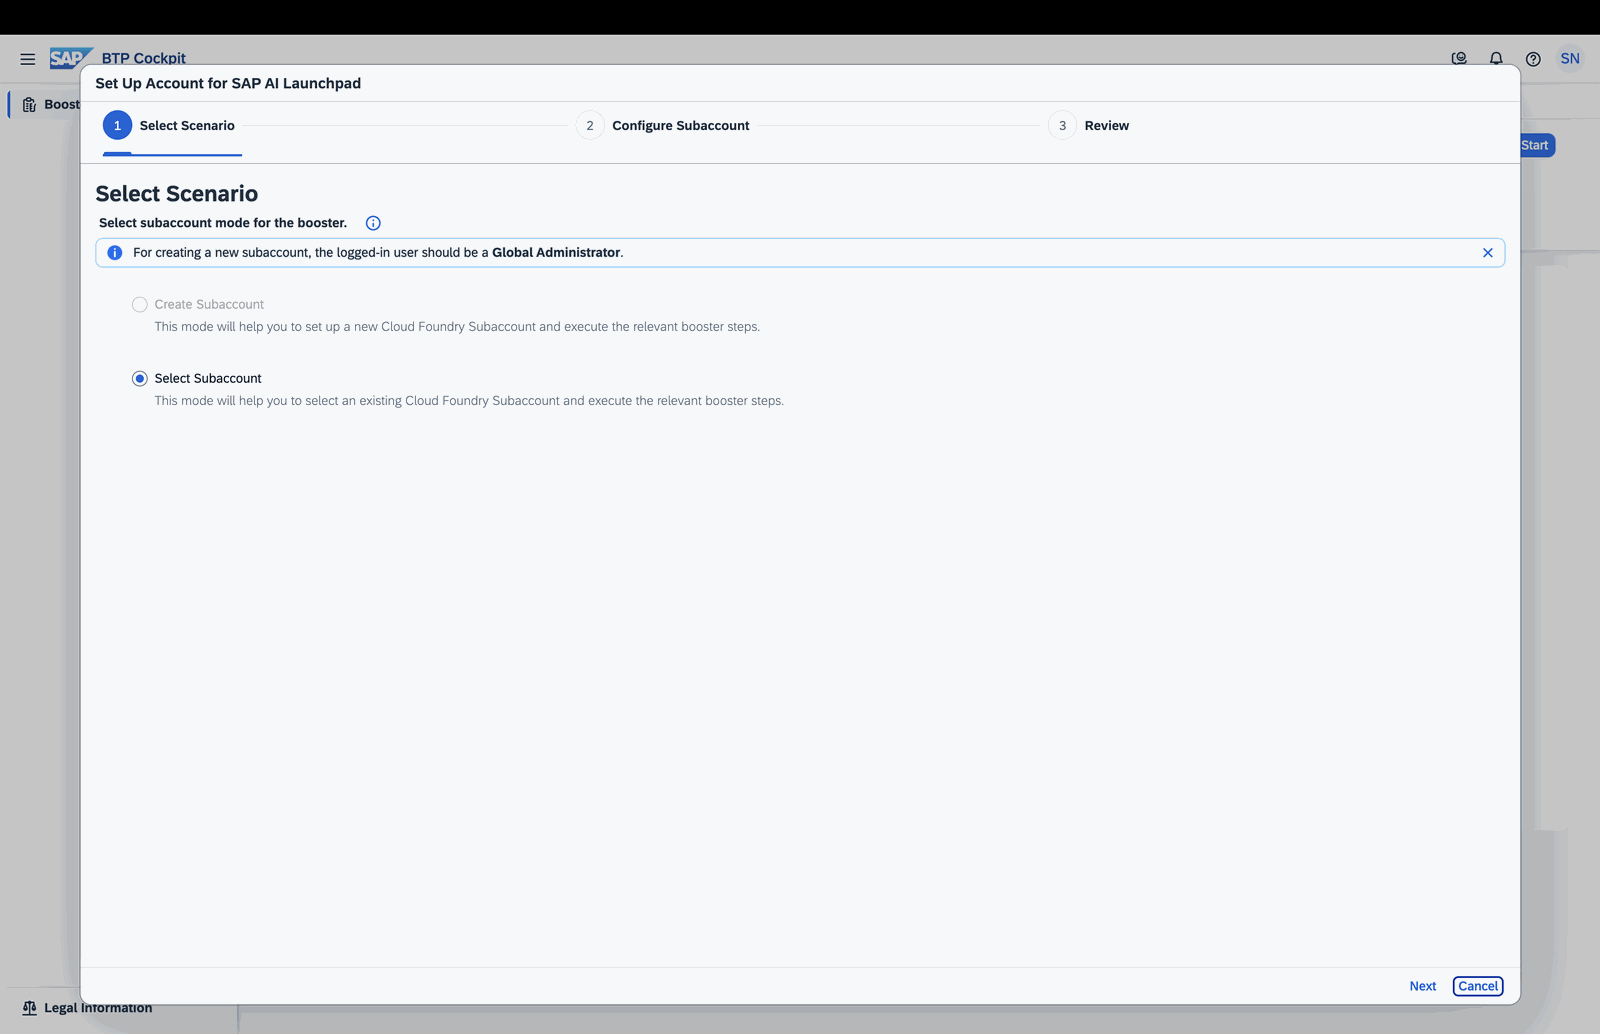 SAP BTP Cockpit
SN
Boost
Set Up Account for SAP AI Launchpad
1 Select Scenario
2 Configure Subaccount
3 Review
Start
Select Scenario
Select subaccount mode for the booster.
For creating a new subaccount, the logged-in user should be a Global Administrator.
Create Subaccount
This mode will help you to set up a new Cloud Foundry Subaccount and execute the relevant booster steps.
Select Subaccount
This mode will help you to select an existing Cloud Foundry Subaccount and execute the relevant booster steps.
Next Cancel
Legal Information